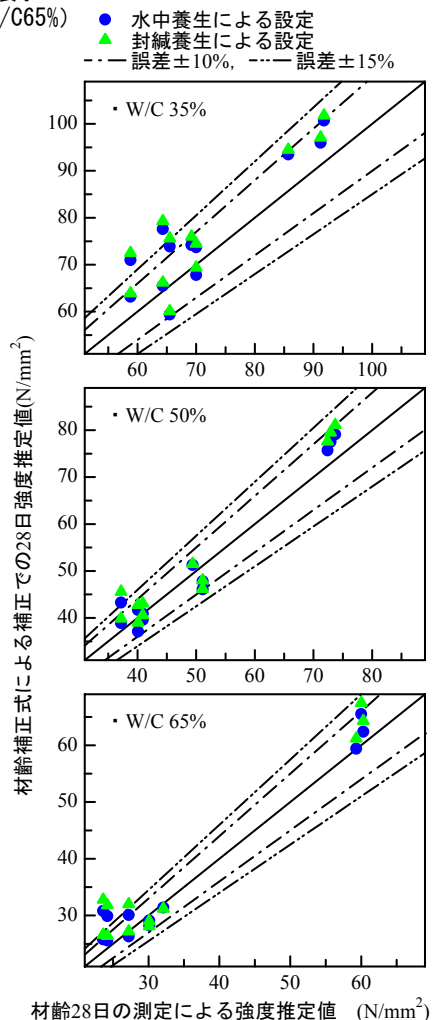 /C65%)
水中養生による設定
封緘養生による設定
誤差±10%, 誤差±15%
・W/C 35%
100
90
80
70
60
60 70 80 90 100
・W/C 50%
80
70
60
50
40
40 50 60 70 80
・W/C 65%
60
50
40
30
30 40 50 60
材齢補正式による補正での28日強度推定値(N/mm²)
材齢28日の測定による強度推定値 (N/mm²)